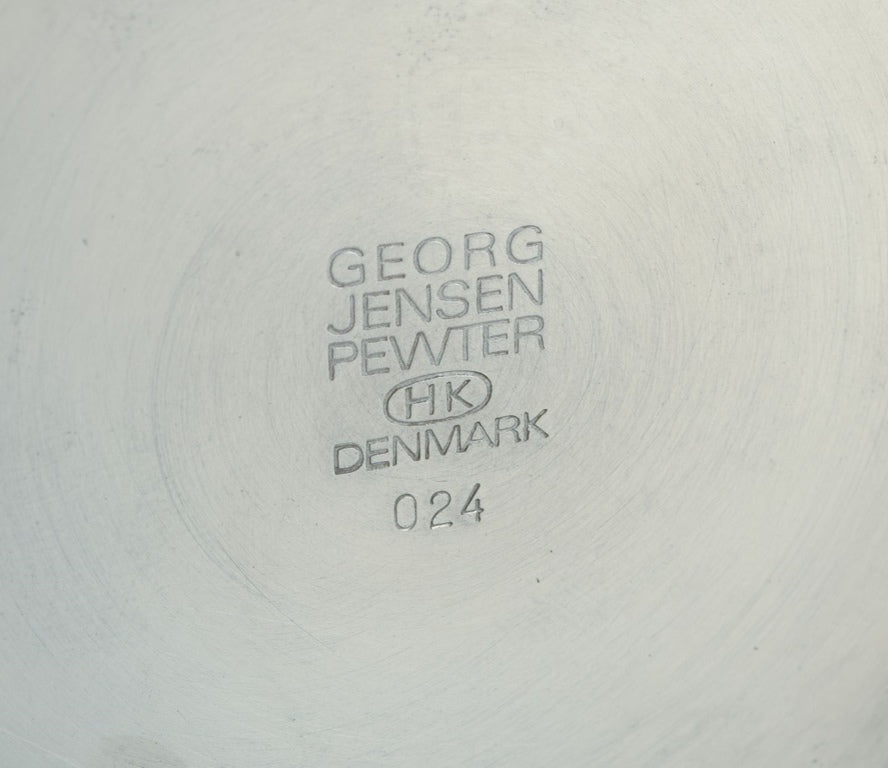 GEORG
JENSEN
PEWTER
HK
DENMARK
024